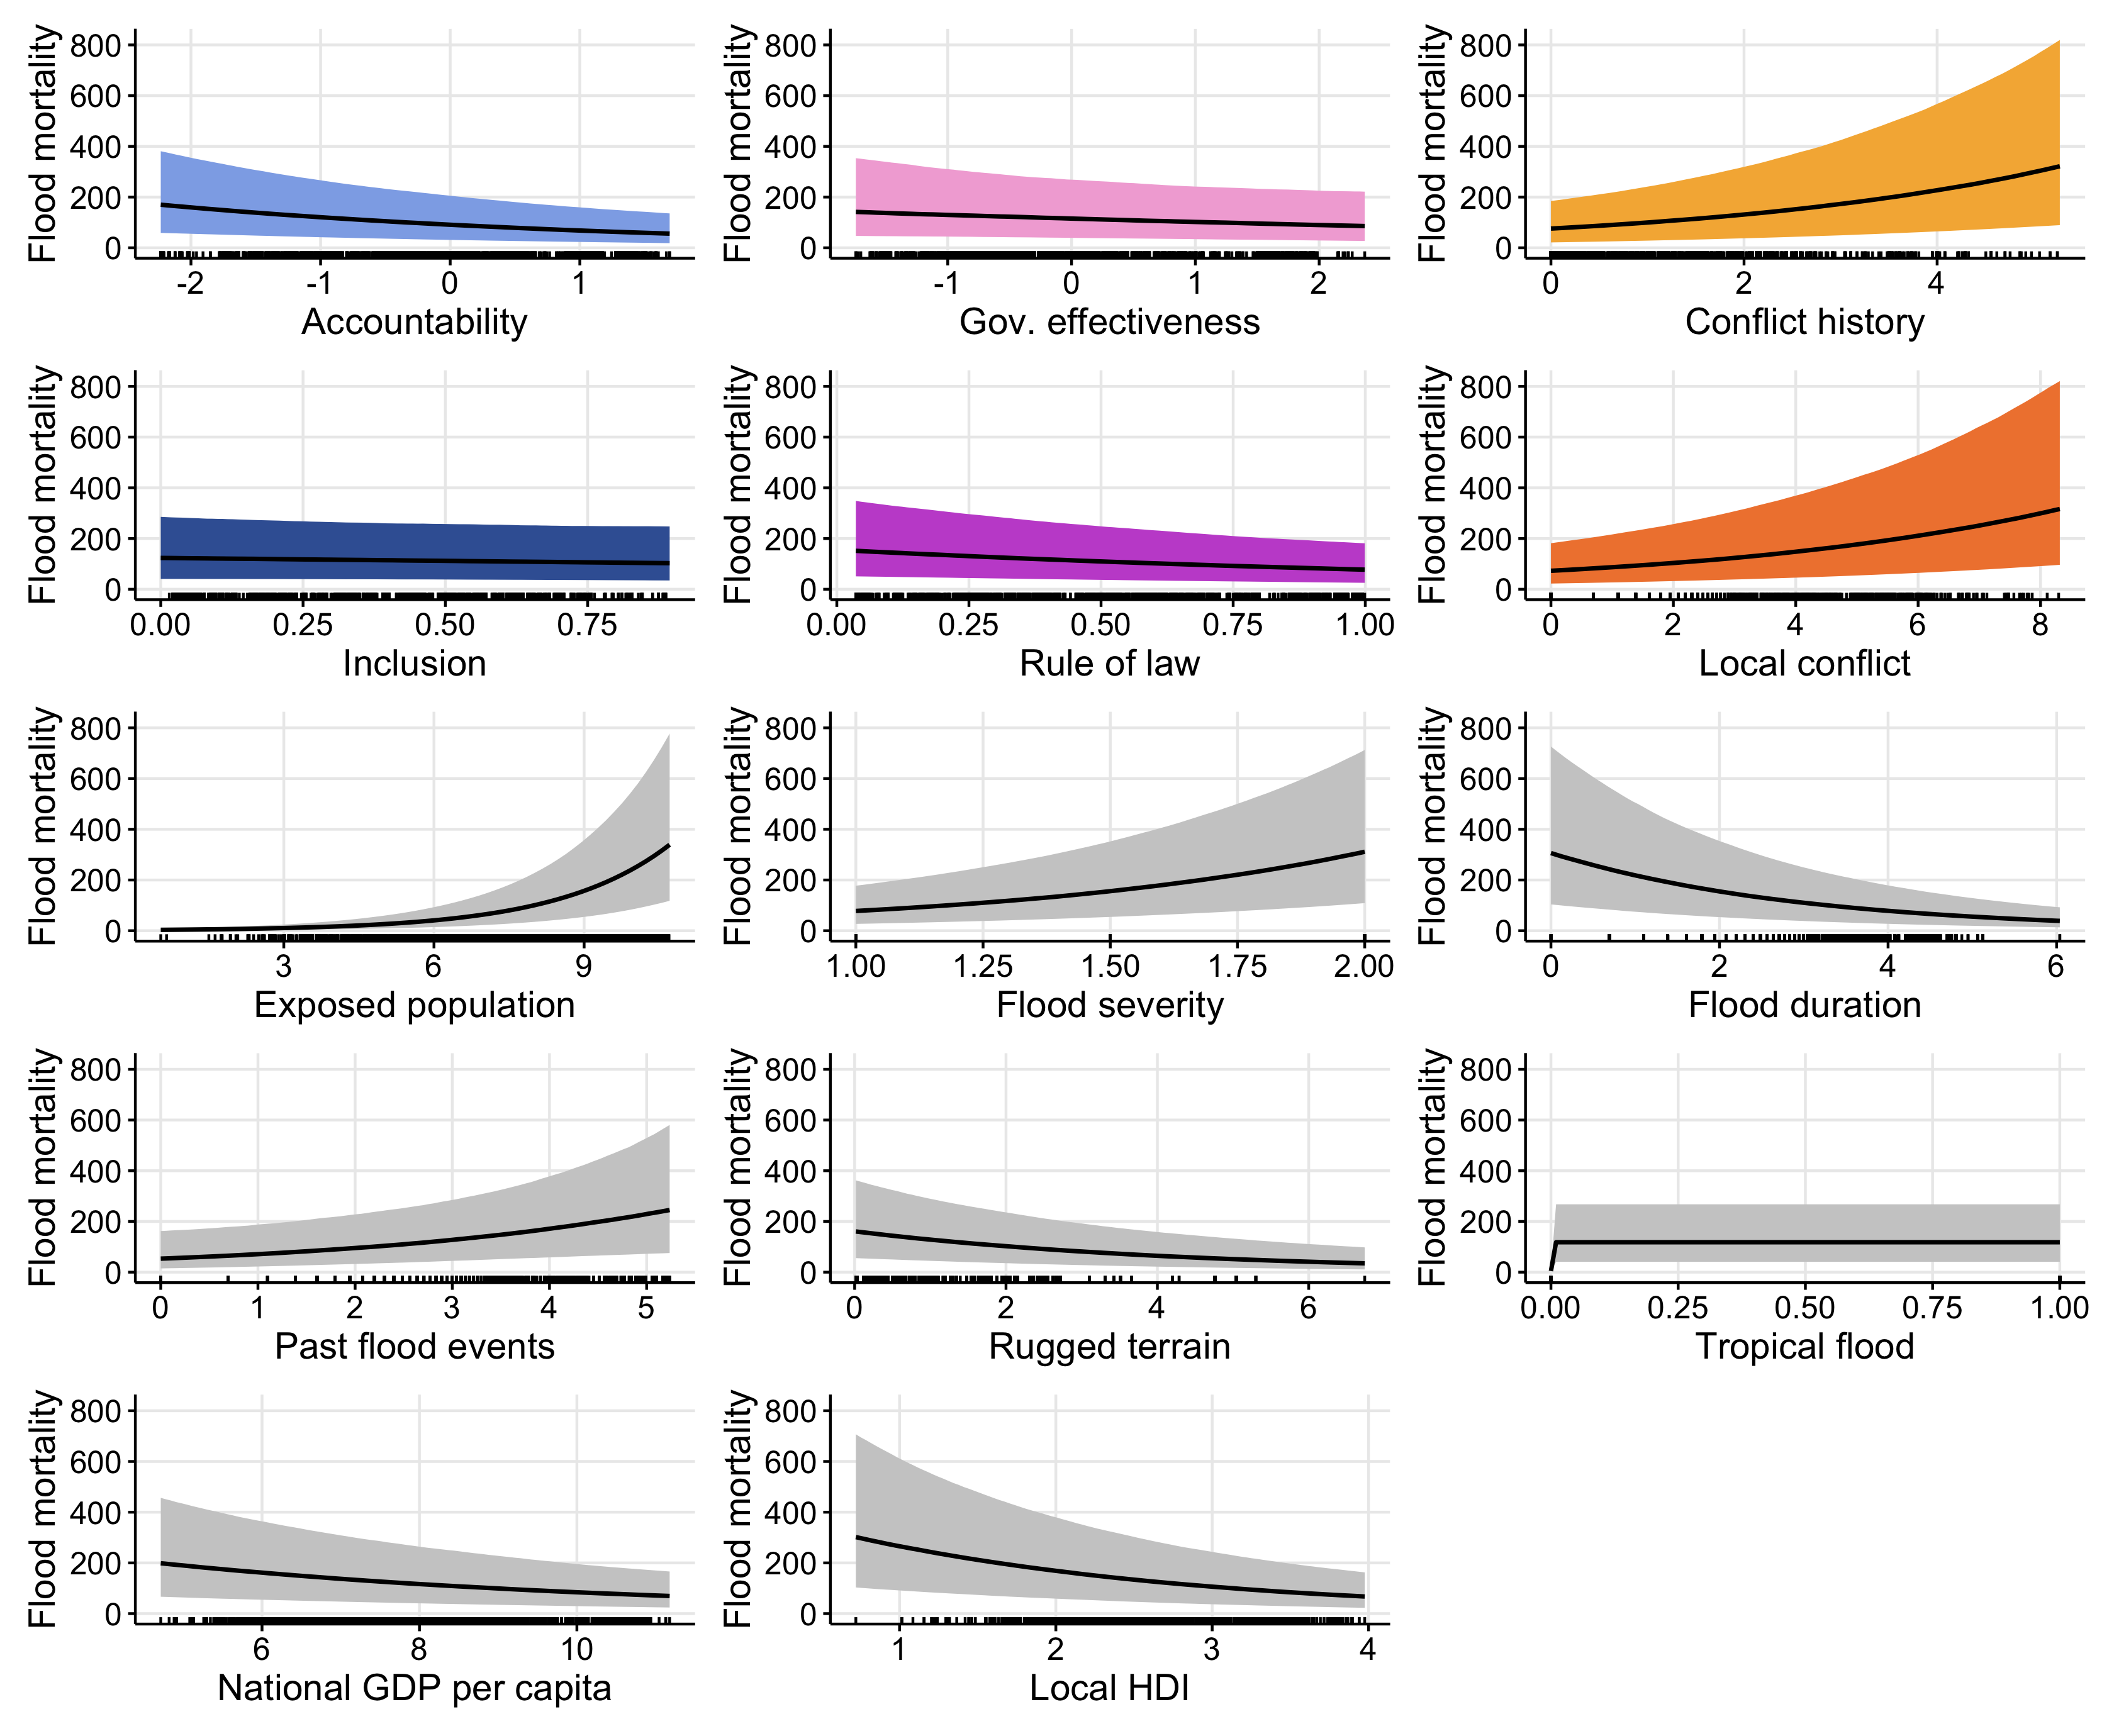 Flood mortality
800
600
400
200
0
-2 -1 0 1
Accountability
Flood mortality
800
600
400
200
0
-1 0 1 2
Gov. effectiveness
Flood mortality
800
600
400
200
0
0 2 4
Conflict history
Flood mortality
800
600
400
200
0
0.00 0.25 0.50 0.75
Inclusion
Flood mortality
800
600
400
200
0
0.00 0.25 0.50 0.75 1.00
Rule of law
Flood mortality
800
600
400
200
0
0 2 4 6 8
Local conflict
Flood mortality
800
600
400
200
0
3 6 9
Exposed population
Flood mortality
800
600
400
200
0
1.00 1.25 1.50 1.75 2.00
Flood severity
Flood mortality
800
600
400
200
0
0 2 4 6
Flood duration
Flood mortality
800
600
400
200
0
0 1 2 3 4 5
Past flood events
Flood mortality
800
600
400
200
0
0 2 4 6
Rugged terrain
Flood mortality
800
600
400
200
0
0.00 0.25 0.50 0.75 1.00
Tropical flood
Flood mortality
800
600
400
200
0
6 8 10
National GDP per capita
Flood mortality
800
600
400
200
0
1 2 3 4
Local HDI